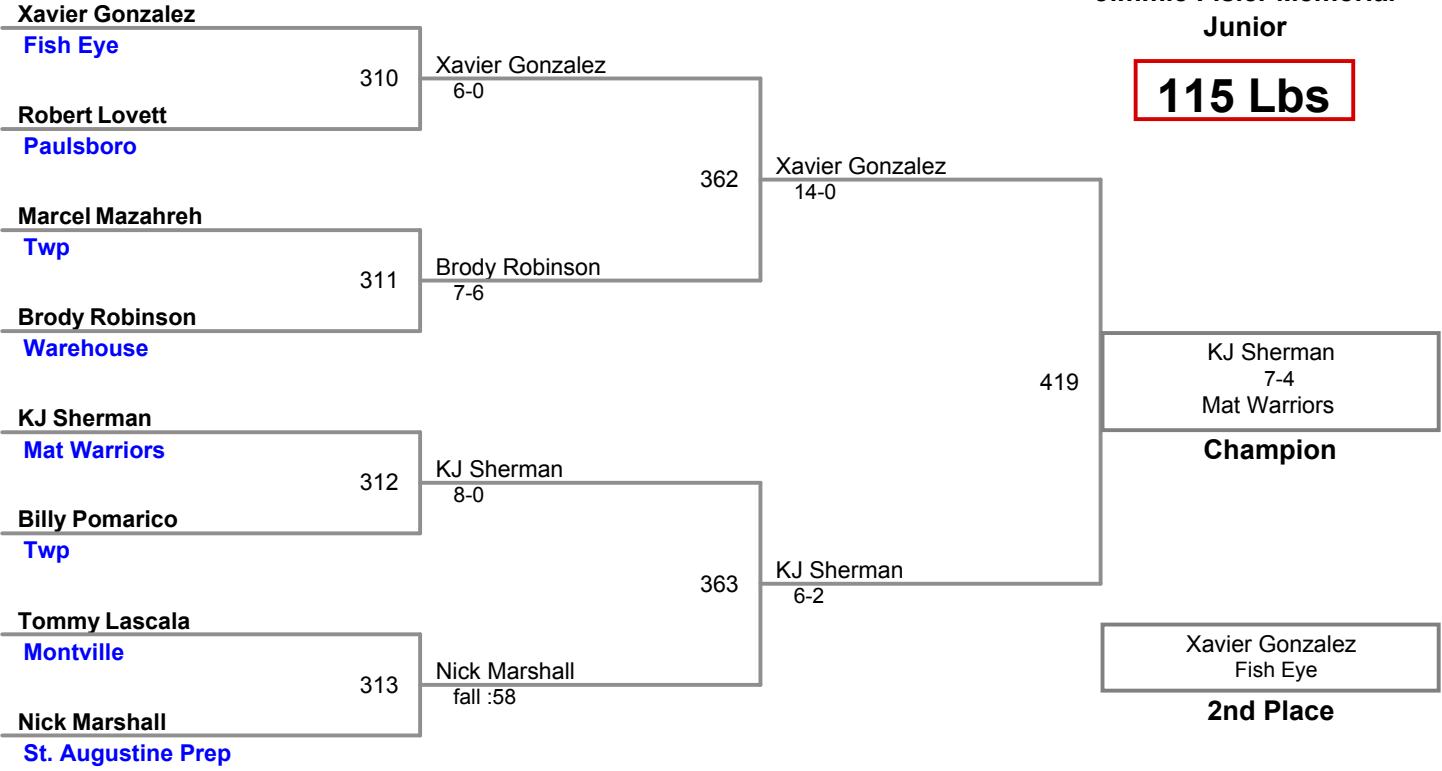 Junior
115 Lbs
Xavier Gonzalez
Fish Eye
310
Xavier Gonzalez
6-0
Robert Lovett
Paulsboro
362
Xavier Gonzalez
14-0
Marcel Mazahreh
Twp
311
Brody Robinson
7-6
Brody Robinson
Warehouse
419
KJ Sherman
7-4
Mat Warriors
Champion
KJ Sherman
Mat Warriors
312
KJ Sherman
8-0
Billy Pomarico
Twp
363
KJ Sherman
6-2
Tommy Lascala
Montville
313
Nick Marshall
fall :58
Nick Marshall
St. Augustine Prep
Xavier Gonzalez
Fish Eye
2nd Place